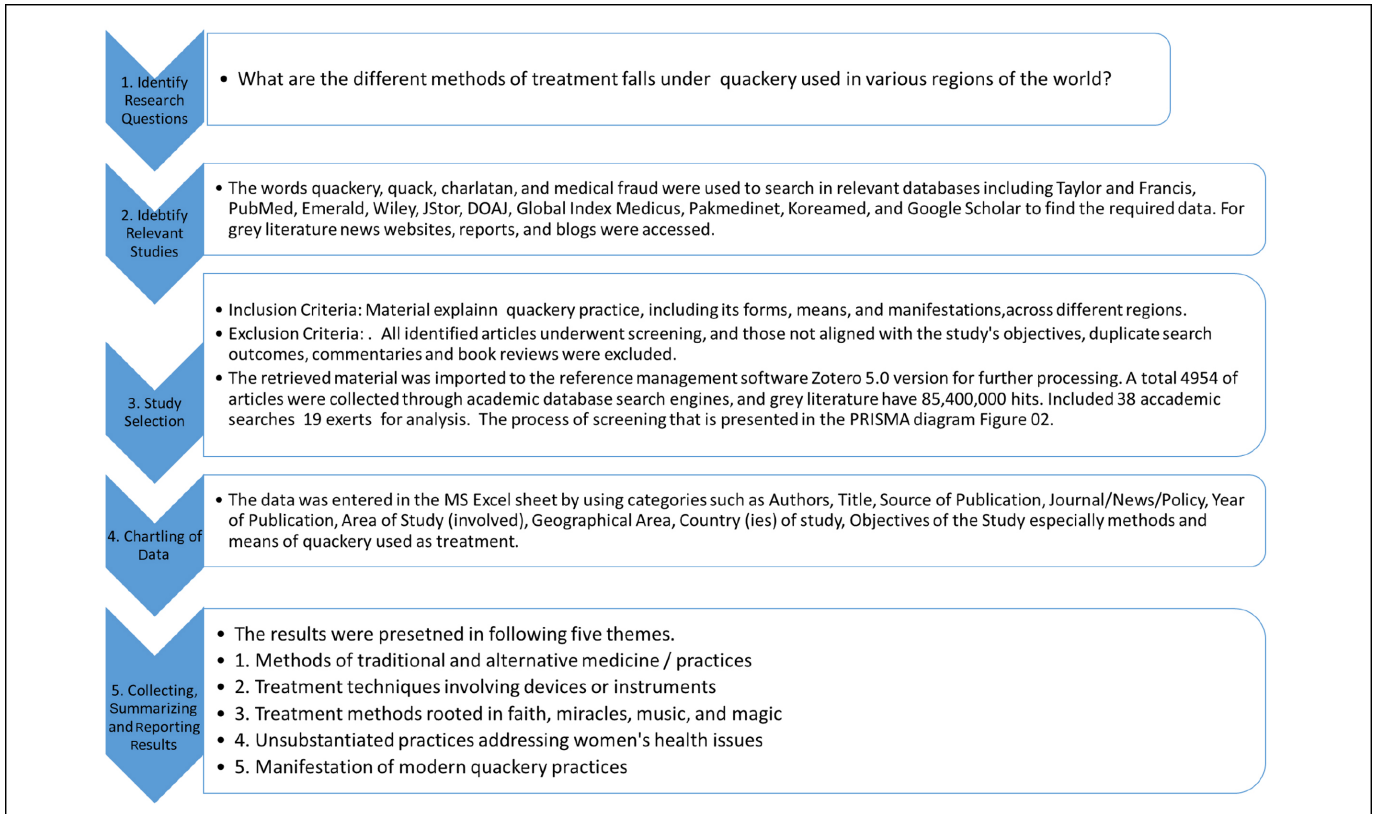 1. Identify
Research
Questions
• What are the different methods of treatment falls under quackery used in various regions of the world?
2. Idebtify
Relevant
Studies
• The words quackery, quack, charlatan, and medical fraud were used to search in relevant databases including Taylor and Francis,
PubMed, Emerald, Wiley, JStor, DOAJ, Global Index Medicus, Pakmedinet, Koreamed, and Google Scholar to find the required data. For
grey literature news websites, reports, and blogs were accessed.
3. Study
Selection
• Inclusion Criteria: Material explainn quackery practice, including its forms, means, and manifestations,across different regions.
• Exclusion Criteria: . All identified articles underwent screening, and those not aligned with the study's objectives, duplicate search
outcomes, commentaries and book reviews were excluded.
• The retrieved material was imported to the reference management software Zotero 5.0 version for further processing. A total 4954 of
articles were collected through academic database search engines, and grey literature have 85,400,000 hits. Included 38 accademic
searches 19 exerts for analysis. The process of screening that is presented in the PRISMA diagram Figure 02.
4. Chartling of
Data
• The data was entered in the MS Excel sheet by using categories such as Authors, Title, Source of Publication, Journal/News/Policy, Year
of Publication, Area of Study (involved), Geographical Area, Country (ies) of study, Objectives of the Study especially methods and
means of quackery used as treatment.
5. Collecting,
Summarizing
and Reporting
Results
• The results were presetned in following five themes.
• 1. Methods of traditional and alternative medicine / practices
• 2. Treatment techniques involving devices or instruments
• 3. Treatment methods rooted in faith, miracles, music, and magic
• 4. Unsubstantiated practices addressing women's health issues
• 5. Manifestation of modern quackery practices